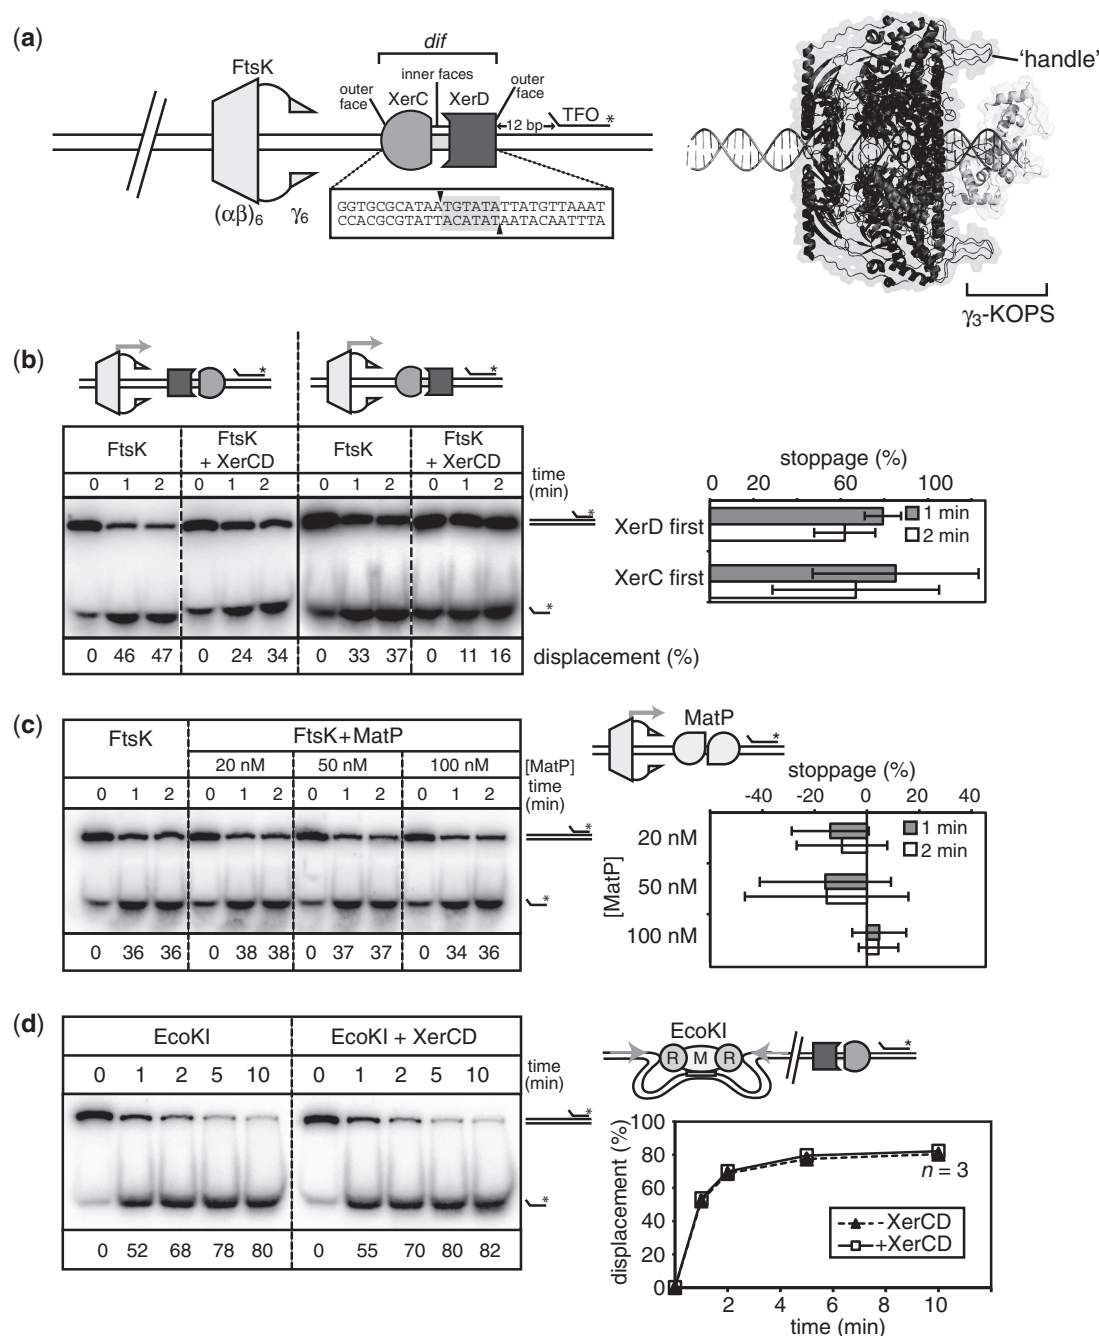 (a)
dif
FtsK
inner faces
outer face
XerC
XerD
outer face
12 bp
TFO
*
(αβ)6
γ6
GGTGCGCATAATGTATATTATGTTAAAT
CCACGCGTATTACATATAATACAATTTA
'handle'
γ3-KOPS
(b)
*
*
FtsK
FtsK + XerCD
FtsK
FtsK + XerCD
time (min)
0 1 2 0 1 2 0 1 2 0 1 2
*
*
0 46 47 0 24 34 0 33 37 0 11 16
displacement (%)
stoppage (%)
0 20 60 100
XerD first
XerC first
1 min
2 min
(c)
FtsK
FtsK+MatP
20 nM 50 nM 100 nM
[MatP]
time (min)
0 1 2 0 1 2 0 1 2 0 1 2
*
*
0 36 36 0 38 38 0 37 37 0 34 36
MatP
*
stoppage (%)
-40 -20 0 20 40
[MatP]
20 nM
50 nM
100 nM
1 min
2 min
(d)
EcoKI
EcoKI + XerCD
time (min)
0 1 2 5 10 0 1 2 5 10
*
*
0 52 68 78 80 0 55 70 80 82
EcoKI
R M R
*
displacement (%)
100
80
60
40
20
0
n = 3
- XerCD
+XerCD
2 4 6 8 10
time (min)